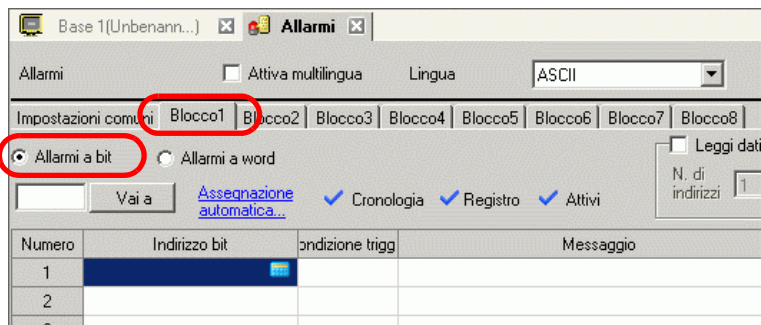 Base 1(Unbenann...) Allarmi
Allarmi Attiva multilingua Lingua ASCII
Impostazioni comuni Blocco1 Blocco2 Blocco3 Blocco4 Blocco5 Blocco6 Blocco7 Blocco8
Allarmi a bit Allarmi a word Leggi dati
Vai a Assegnazione automatica... Cronologia Registro Attivi N. di indirizzi 1
Numero Indirizzo bit ondizione trigg Messaggio
1
2